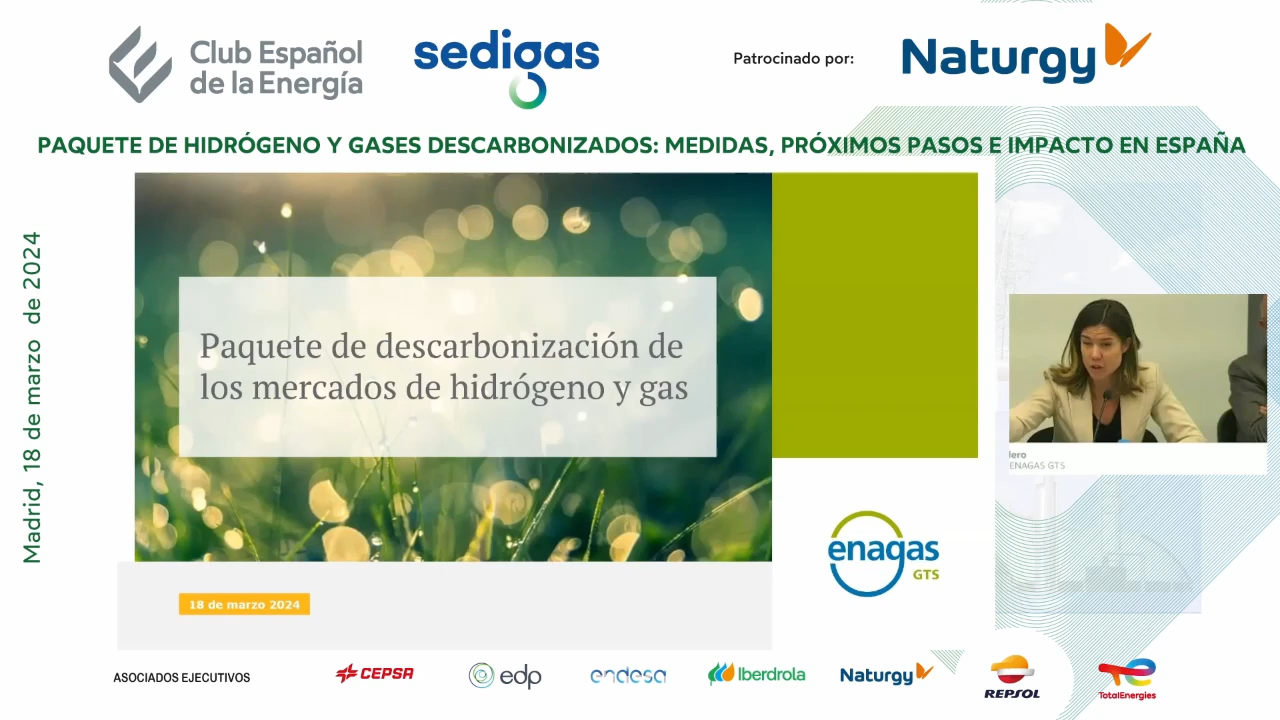 Club Español
de la Energía
sedigas
Patrocinado por:
Naturgy
PAQUETE DE HIDRÓGENO Y GASES DESCARBONIZADOS: MEDIDAS, PRÓXIMOS PASOS E IMPACTO EN ESPAÑA
Madrid, 18 de marzo de 2024
Paquete de descarbonización de
los mercados de hidrógeno y gas
lero
ENAGAS GTS
enagas
GTS
18 de marzo 2024
ASOCIADOS EJECUTIVOS
CEPSA
edp
endesa
Iberdrola
Naturgy
REPSOL
TotalEnergies